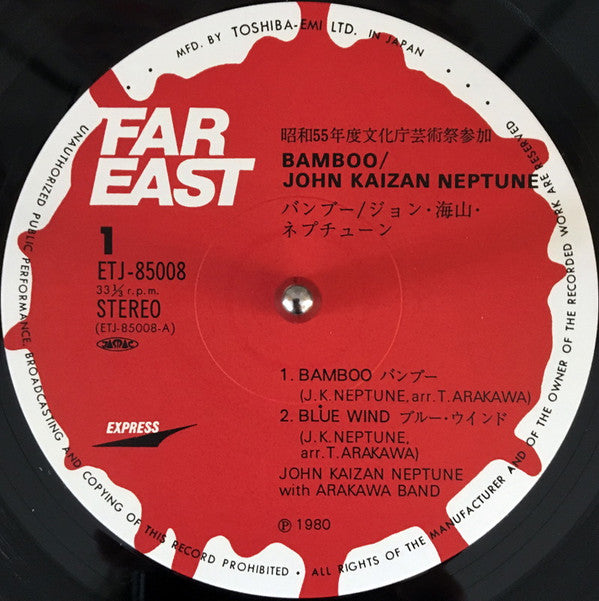 MFD. BY TOSHIBA-EMI LTD. IN JAPAN
FAR
EAST
昭和55年度文化庁芸術祭参加
BAMBOO/
JOHN KAIZAN NEPTUNE
バンブー/ジョン・海山・
ネプチューン
1
ETJ-85008
33⅓ r.p.m.
STEREO
(ETJ-85008-A)
JASRAC
1. BAMBOO バンブー
(J.K.NEPTUNE, arr.T.ARAKAWA)
2. BLUE WIND ブルー・ウインド
(J.K.NEPTUNE,
arr.T.ARAKAWA)
JOHN KAIZAN NEPTUNE
with ARAKAWA BAND
EXPRESS
Ⓟ 1980
UNAUTHORIZED PUBLIC PERFORMANCE, BROADCASTING AND COPYING OF THIS RECORD PROHIBITED • ALL RIGHTS OF THE MANUFACTURER AND OF THE OWNER OF THE RECORDED WORK ARE RESERVED